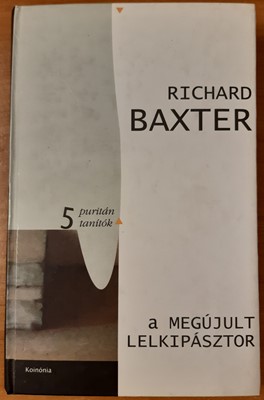 RICHARD
BAXTER
5 puritán
tanítók
a MEGÚJULT
LELKIPÁSZTOR
Koinónia